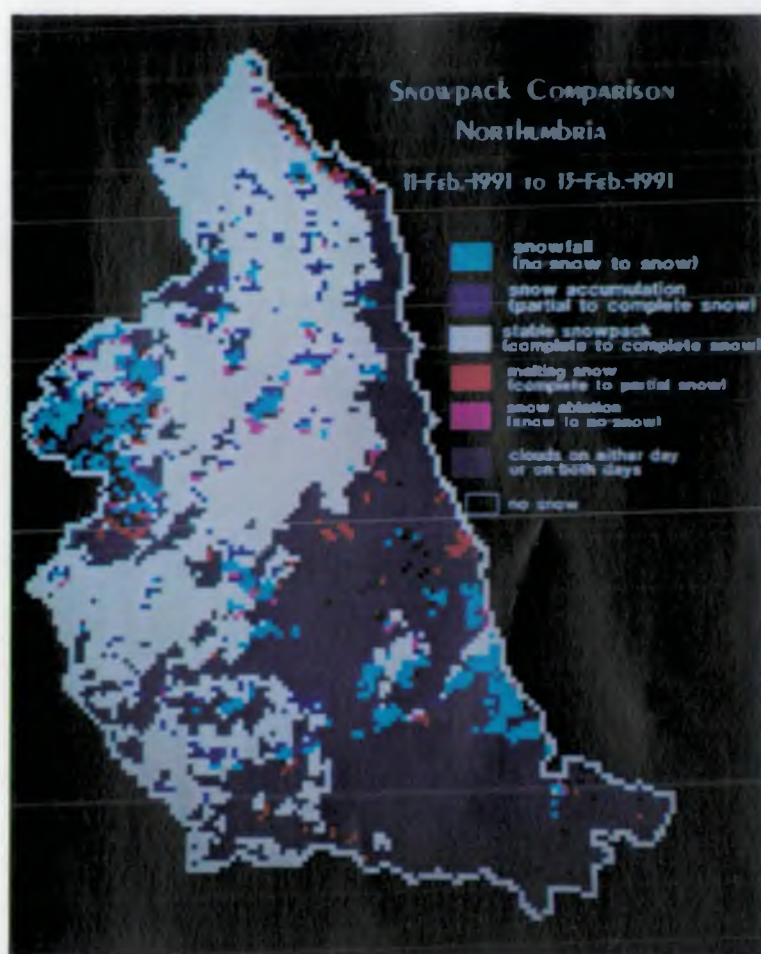 Snowpack Comparison
Northumbria
11-Feb.-1991 to 13-Feb.-1991
snowfall
(no snow to snow)
snow accumulation
(partial to complete snow)
stable snowpack
(complete to complete snow)
melting snow
(complete to partial snow)
snow ablation
(snow to no snow)
clouds on either day
or on both days
no snow